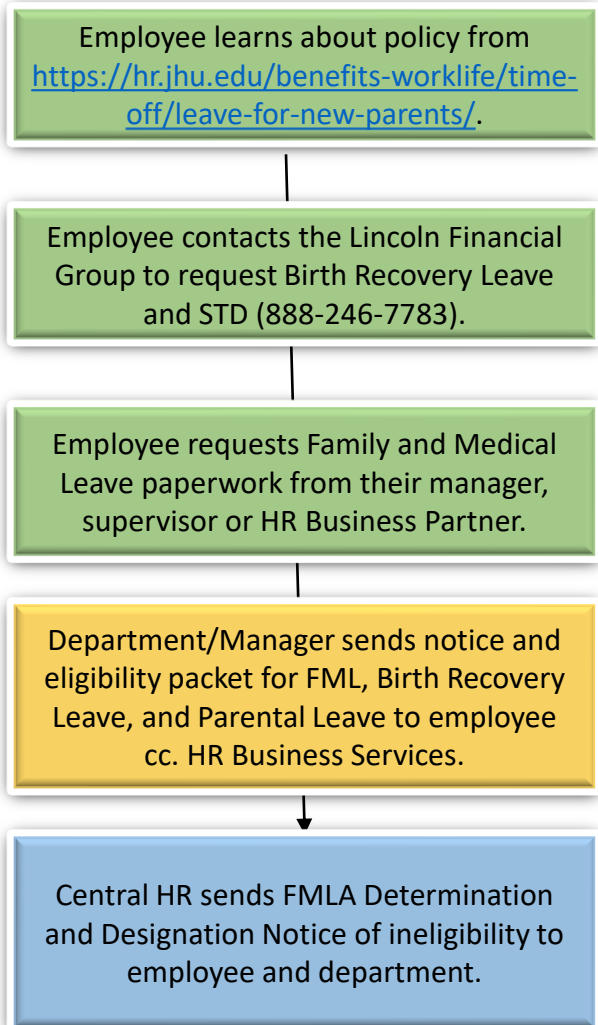 Employee learns about policy from
https://hr.jhu.edu/benefits-worklife/time-
off/leave-for-new-parents/.
Employee contacts the Lincoln Financial
Group to request Birth Recovery Leave
and STD (888-246-7783).
Employee requests Family and Medical
Leave paperwork from their manager,
supervisor or HR Business Partner.
Department/Manager sends notice and
eligibility packet for FML, Birth Recovery
Leave, and Parental Leave to employee
cc. HR Business Services.
Central HR sends FMLA Determination
and Designation Notice of ineligibility to
employee and department.